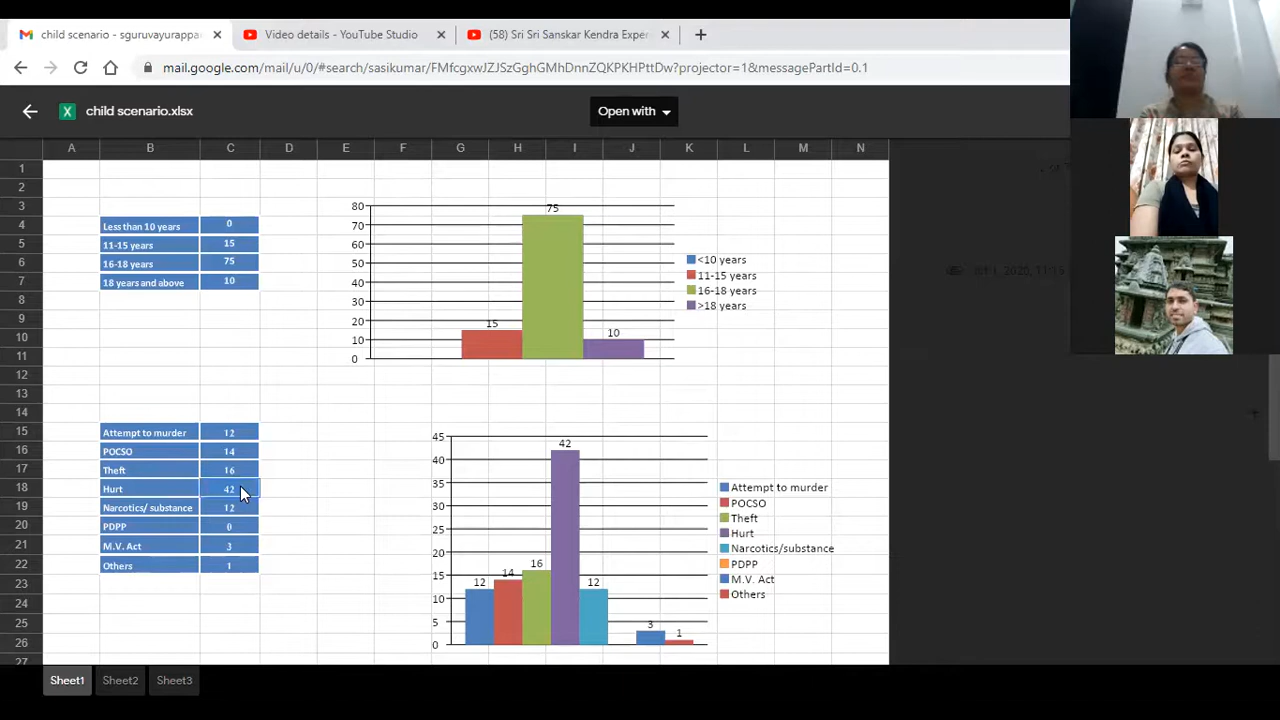 child scenario - sguruvayurappa
Video details - YouTube Studio
(58) Sri Sri Sanskar Kendra Exper
mail.google.com/mail/u/0/#search/sasikumar/FMfcgxwJZJSzGghGMhDnnZQKPKHPttDw?projector=1&messagePartId=0.1
child scenario.xlsx
Open with
A B C D E F G H I J K L M N
1
2
3
4 Less than 10 years 0
5 11-15 years 15
6 16-18 years 75
7 18 years and above 10
8
9
10
11
12
13
14
15 Attempt to murder 12
16 POCSO 14
17 Theft 16
18 Hurt 42
19 Narcotics/ substance 12
20 PDPP 0
21 M.V. Act 3
22 Others 1
23
24
25
26
27
80
70
60
50
40
30
20
10
0
15
75
10
<10 years
11-15 years
16-18 years
>18 years
45
40
35
30
25
20
15
10
5
0
12
14
16
42
12
3
1
Attempt to murder
POCSO
Theft
Hurt
Narcotics/substance
PDPP
M.V. Act
Others
Sheet1 Sheet2 Sheet3